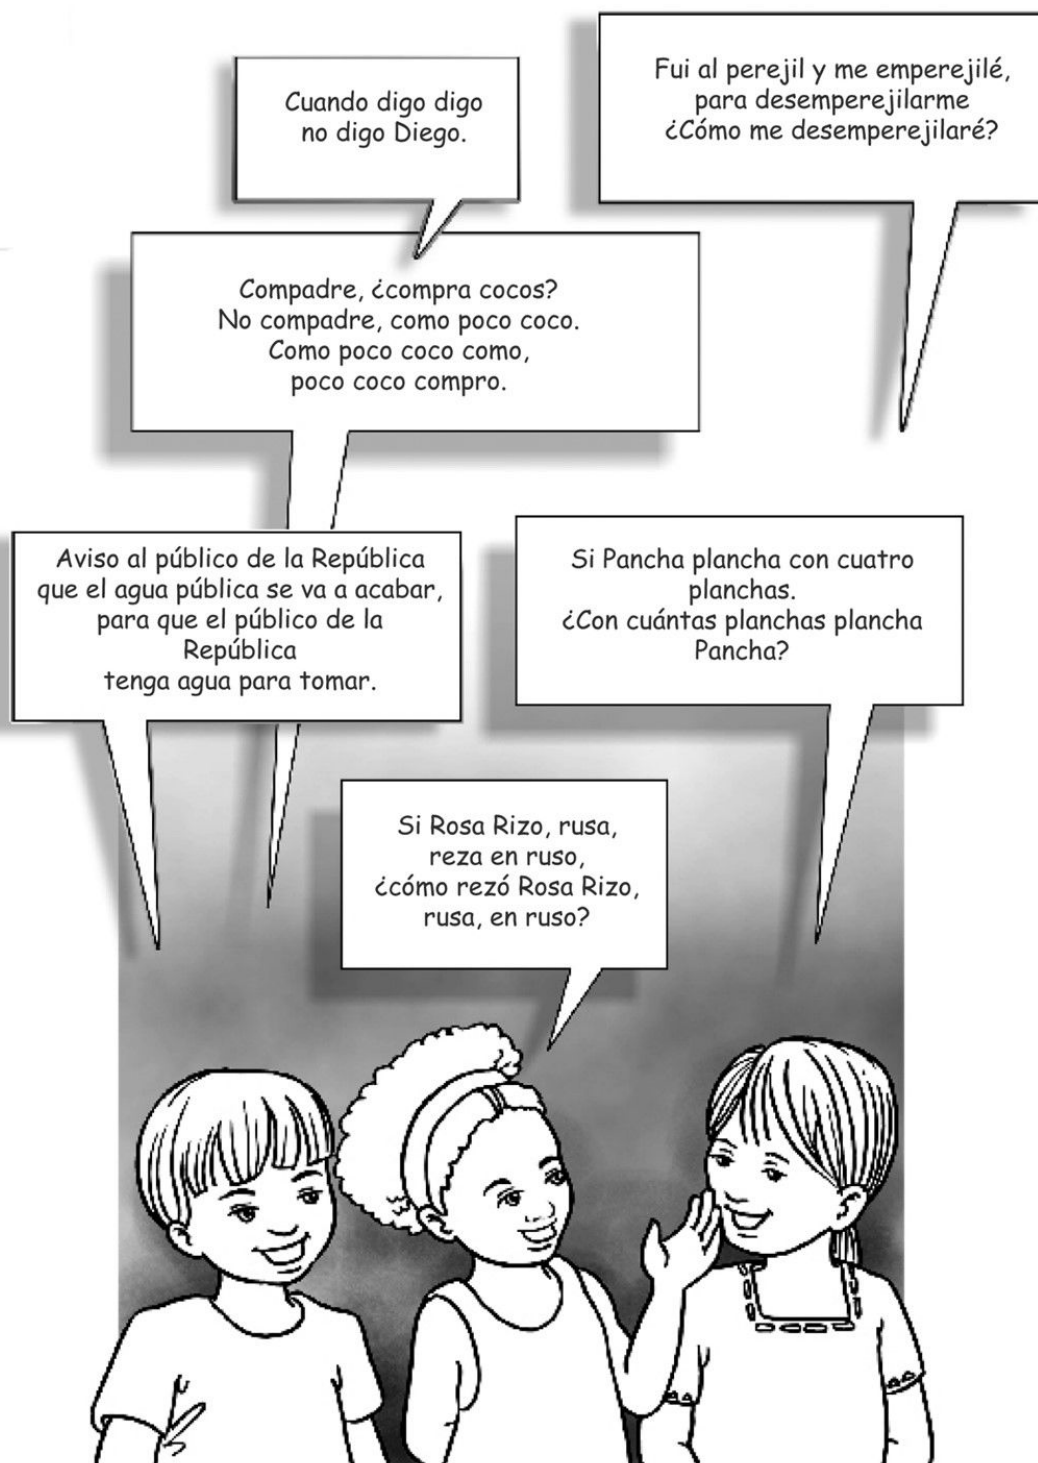 Cuando digo digo
no digo Diego.
Fui al perejil y me emperejilé,
para desemperejilarme
¿Cómo me desemperejilaré?
Compadre, ¿compra cocos?
No compadre, como poco coco.
Como poco coco como,
poco coco compro.
Aviso al público de la República
que el agua pública se va a acabar,
para que el público de la
República
tenga agua para tomar.
Si Pancha plancha con cuatro
planchas.
¿Con cuántas planchas plancha
Pancha?
Si Rosa Rizo, rusa,
reza en ruso,
¿cómo rezó Rosa Rizo,
rusa, en ruso?